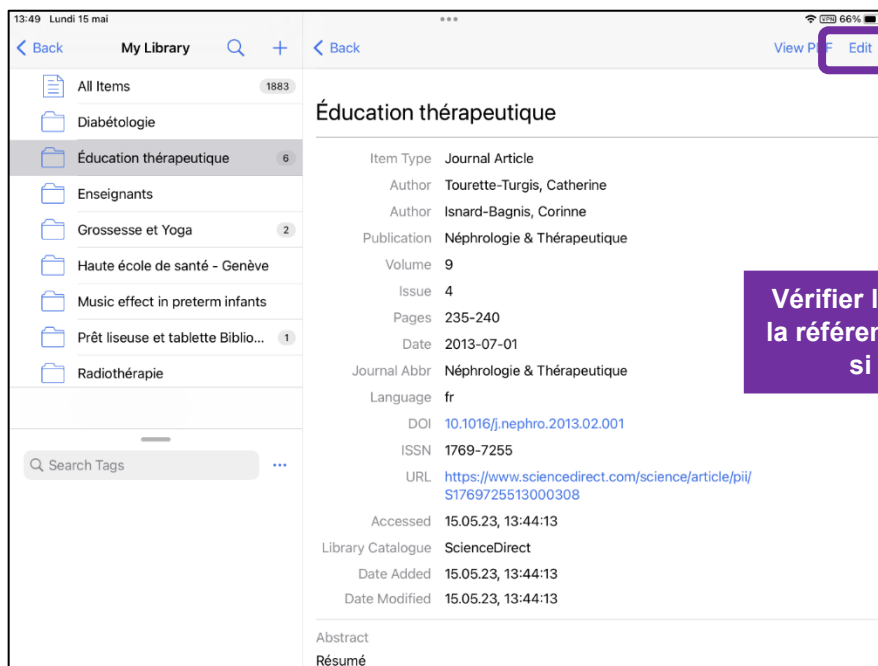 13:49 Lundi 15 mai
VPN 66%
Back My Library
All Items 1883
Diabétologie
Éducation thérapeutique 6
Enseignants
Grossesse et Yoga 2
Haute école de santé - Genève
Music effect in preterm infants
Prêt liseuse et tablette Biblio... 1
Radiothérapie
Search Tags
Back View PDF Edit
Éducation thérapeutique
Item Type Journal Article
Author Tourette-Turgis, Catherine
Author Isnard-Bagnis, Corinne
Publication Néphrologie & Thérapeutique
Volume 9
Issue 4
Pages 235-240
Date 2013-07-01
Journal Abbr Néphrologie & Thérapeutique
Language fr
DOI 10.1016/j.nephro.2013.02.001
ISSN 1769-7255
URL https://www.sciencedirect.com/science/article/pii/
S1769725513000308
Accessed 15.05.23, 13:44:13
Library Catalogue ScienceDirect
Date Added 15.05.23, 13:44:13
Date Modified 15.05.23, 13:44:13
Abstract
Résumé
Vérifier
la
si